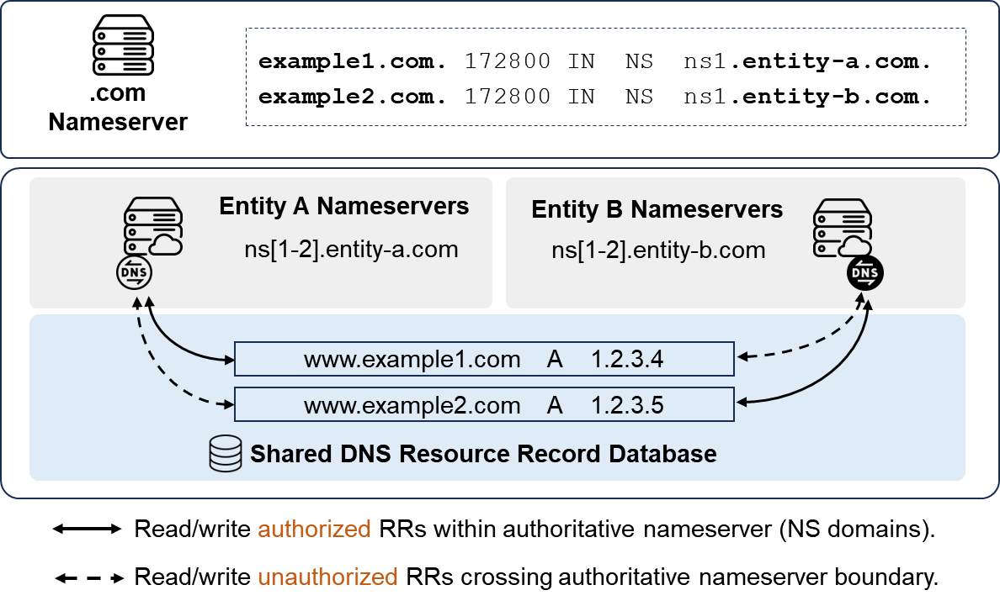 .com
Nameserver
example1.com. 172800 IN NS ns1.entity-a.com.
example2.com. 172800 IN NS ns1.entity-b.com.
Entity A Nameservers
ns[1-2].entity-a.com
DNS
Entity B Nameservers
ns[1-2].entity-b.com
DNS
www.example1.com A 1.2.3.4
www.example2.com A 1.2.3.5
Shared DNS Resource Record Database
Read/write authorized RRs within authoritative nameserver (NS domains).
Read/write unauthorized RRs crossing authoritative nameserver boundary.